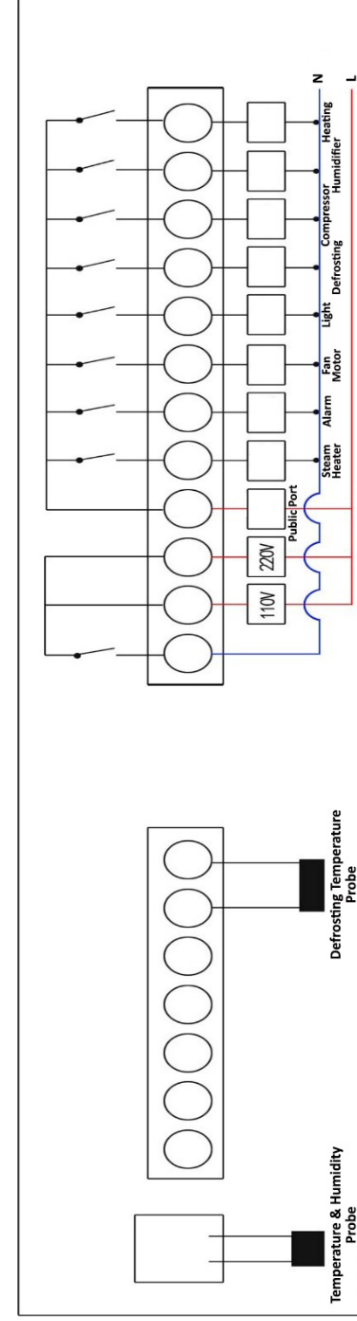 Temperature & Humidity
Probe
Defrosting Temperature
Probe
110V
220V
Public Port
Steam
Heater
Alarm
Fan
Motor
Light
Defrosting
Compressor
Humidifier
Heating
N
L